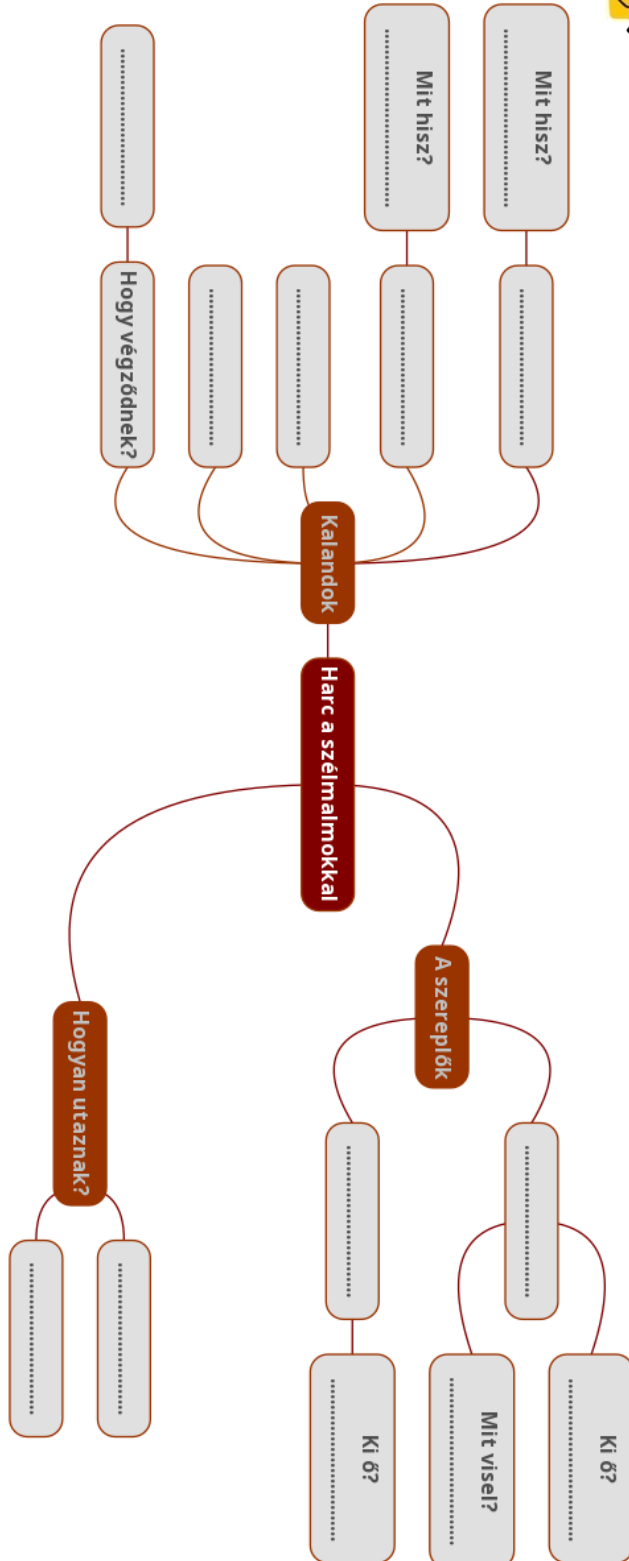 Mit hisz?
Mit hisz?
Hogy végződnek?
Kalandok
Harc a szélmalmokkal
A szereplők
Ki ő?
Mit visel?
Ki ő?
Hogyan utaznak?